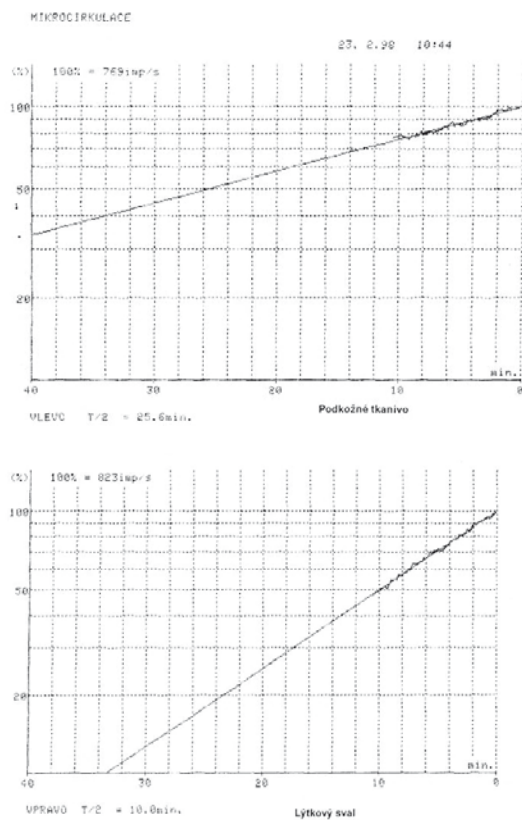 MIKROCIRKULACE
23. 2.98 10:44
(%) 100% = 769imp/s
100
50
20
40 30 20 10 0
min.
VLEVO T/2 = 25.6min.
Podkožné tkanivo
(%) 100% = 823imp/s
100
50
20
min.
40 30 20 10 0
VPRAVO T/2 = 10.0min.
Lýtkový sval